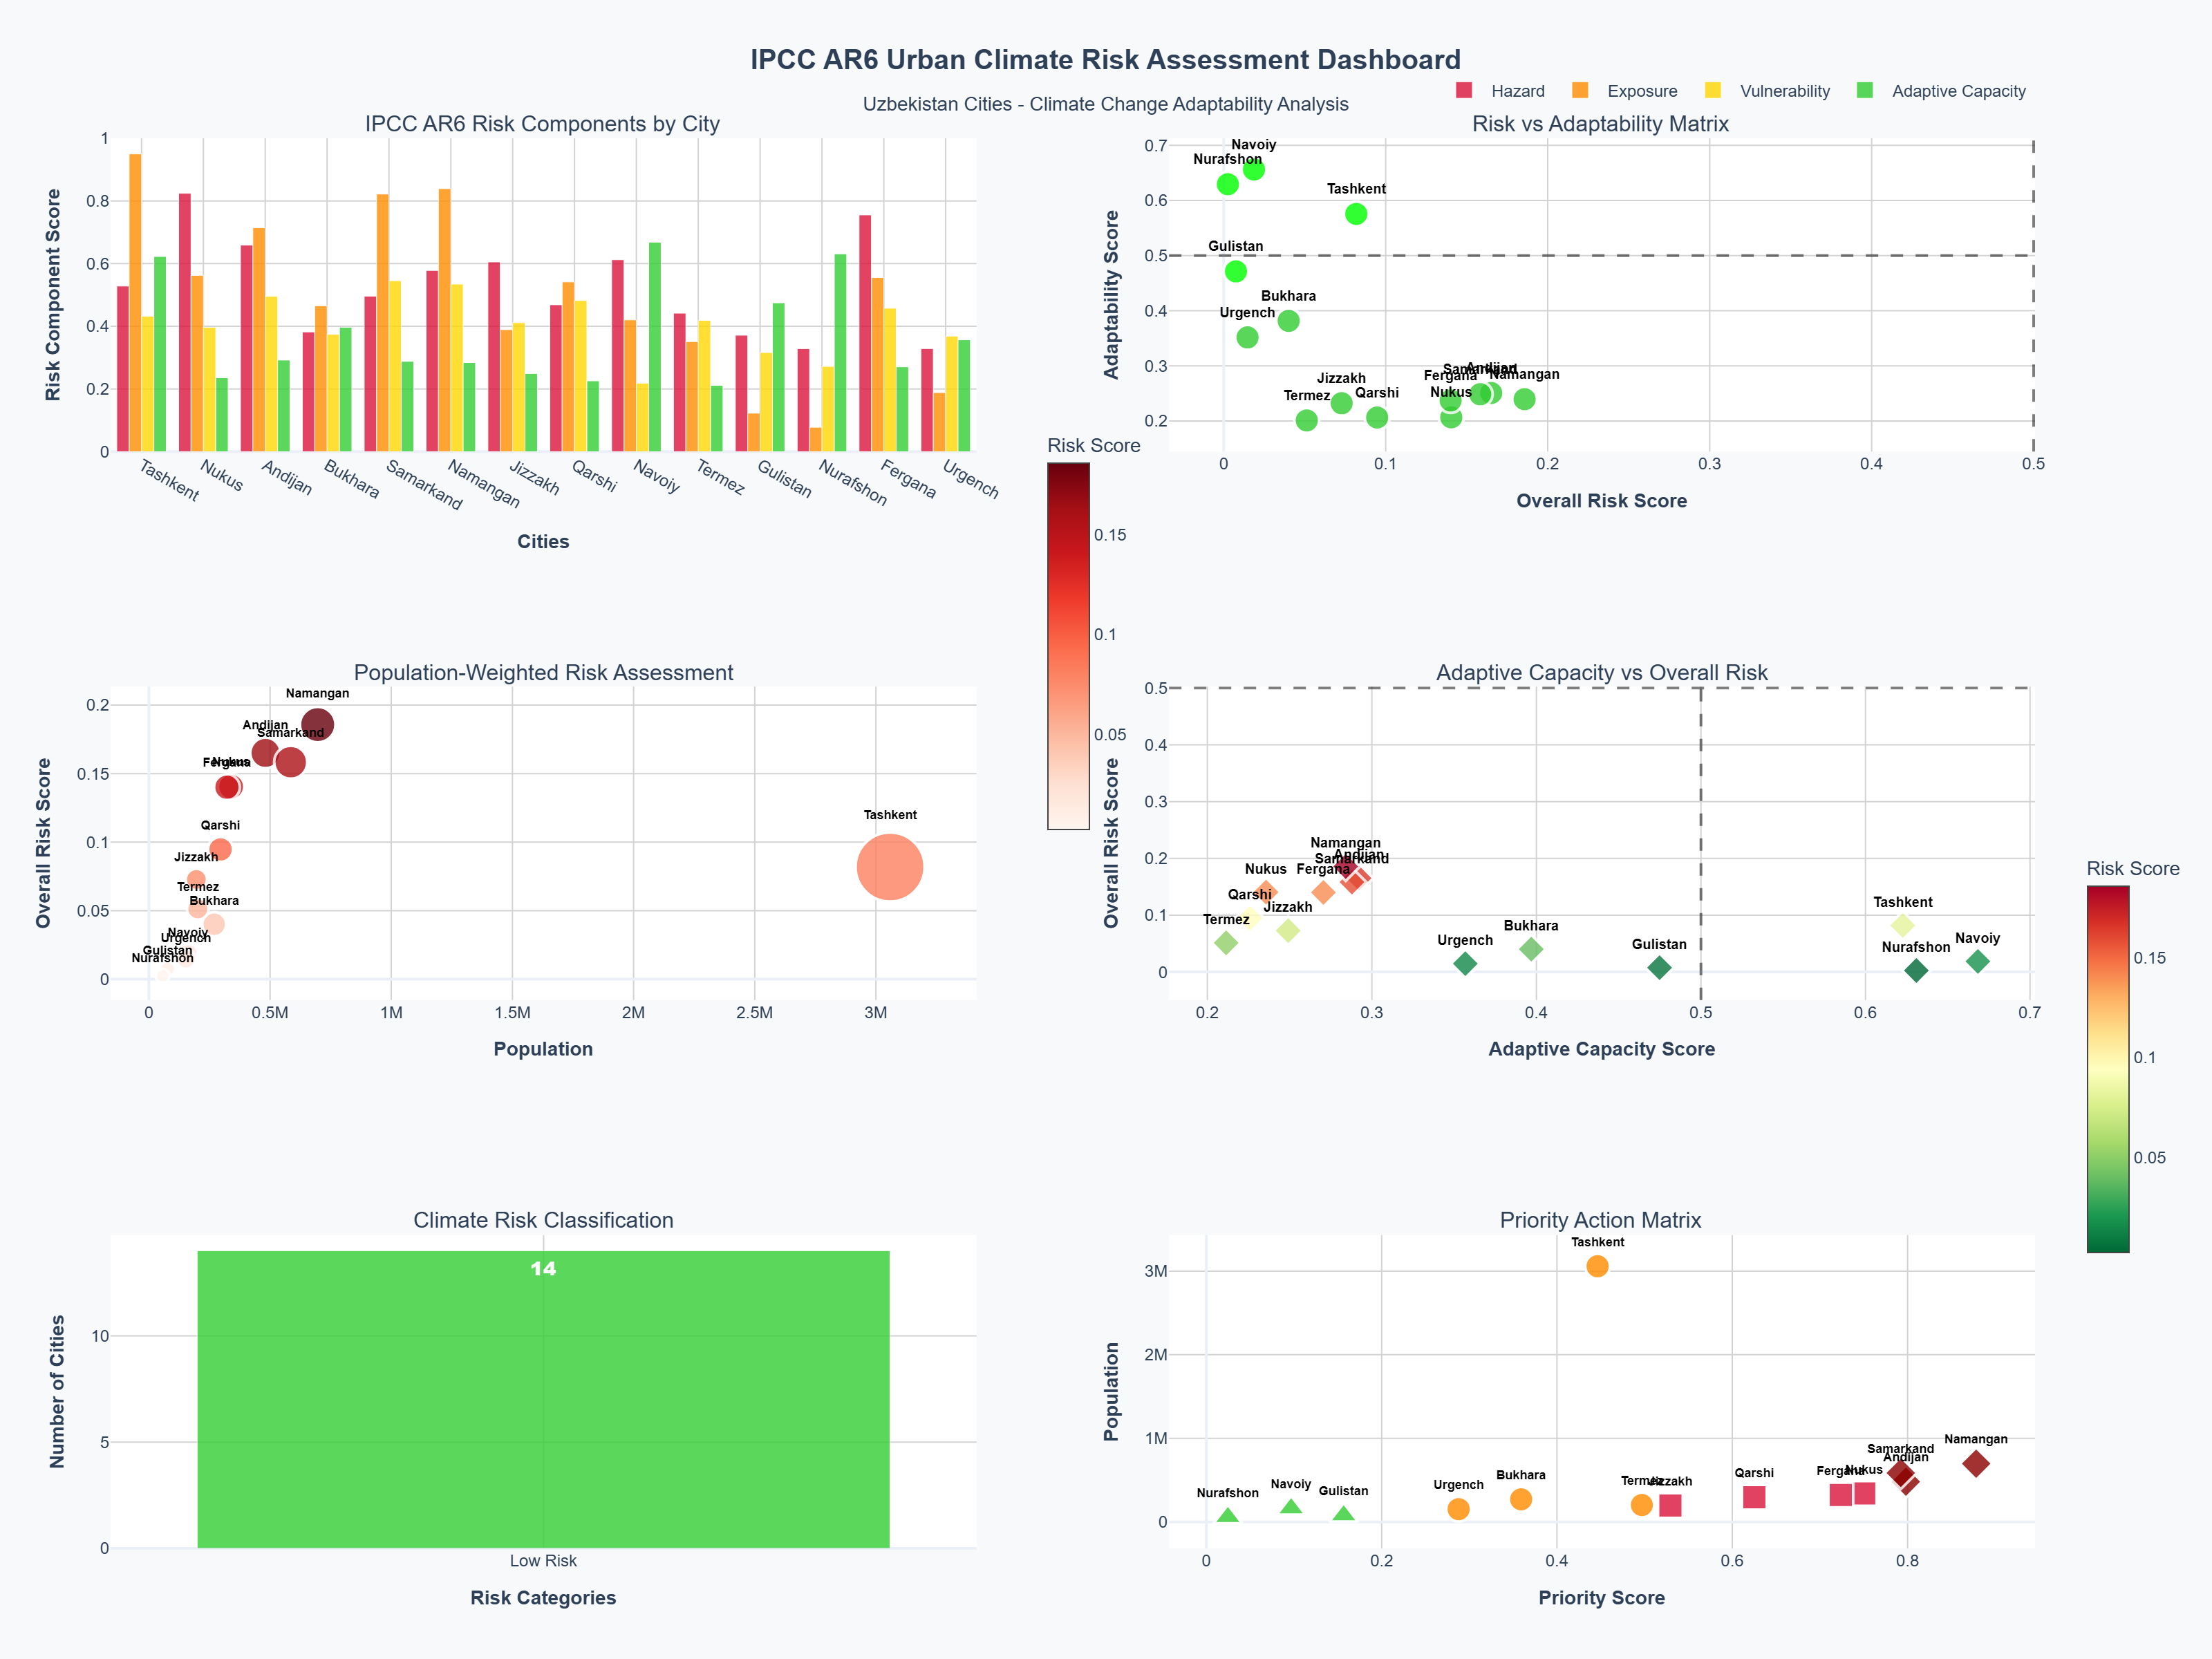 IPCC AR6 Urban Climate Risk Assessment Dashboard
Uzbekistan Cities - Climate Change Adaptability Analysis
Hazard Exposure Vulnerability Adaptive Capacity
IPCC AR6 Risk Components by City
Risk Component Score
1
0.8
0.6
0.4
0.2
0
Tashkent Nukus Andijan Bukhara Samarkand Namangan Jizzakh Qarshi Navoiy Termez Gulistan Nurafshon Fergana Urgench
Cities
Risk vs Adaptability Matrix
Adaptability Score
0.7
0.6
0.5
0.4
0.3
0.2
Navoiy
Nurafshon
Tashkent
Gulistan
Bukhara
Urgench
Samarkand
Andijan
Jizzakh
Fergana
Namangan
Termez
Qarshi
Nukus
0 0.1 0.2 0.3 0.4 0.5
Overall Risk Score
Risk Score
0.15
0.1
0.05
Population-Weighted Risk Assessment
Overall Risk Score
0.2
0.15
0.1
0.05
0
Namangan
Andijan
Samarkand
Fergana
Nukus
Tashkent
Qarshi
Jizzakh
Termez
Bukhara
Navoiy
Urgench
Gulistan
Nurafshon
0 0.5M 1M 1.5M 2M 2.5M 3M
Population
Adaptive Capacity vs Overall Risk
Overall Risk Score
0.5
0.4
0.3
0.2
0.1
0
Namangan
Andijan
Samarkand
Nukus
Fergana
Qarshi
Jizzakh
Termez
Tashkent
Bukhara
Urgench
Gulistan
Nurafshon
Navoiy
0.2 0.3 0.4 0.5 0.6 0.7
Adaptive Capacity Score
Risk Score
0.15
0.1
0.05
Climate Risk Classification
Number of Cities
10
5
0
14
Low Risk
Risk Categories
Priority Action Matrix
Population
3M
2M
1M
0
Tashkent
Namangan
Samarkand
Andijan
Fergana
Nukus
Qarshi
Termez
Jizzakh
Bukhara
Urgench
Gulistan
Navoiy
Nurafshon
0 0.2 0.4 0.6 0.8
Priority Score